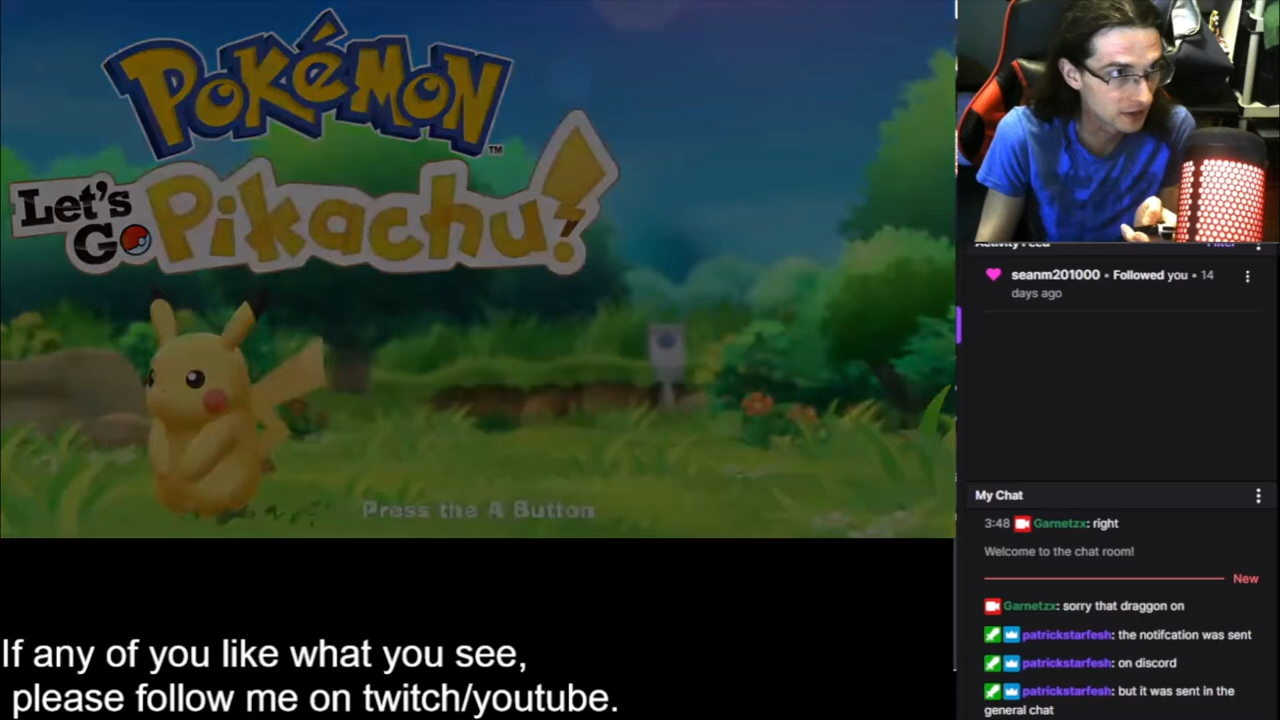 POKÉMON
TM
Let's
GO Pikachu!
Press the A Button
If any of you like what you see,
please follow me on twitch/youtube.
seanm201000 • Followed you • 14
days ago
My Chat
3:48 Garnetzx: right
Welcome to the chat room!
New
Garnetzx: sorry that draggon on
patrickstarfesh: the notifcation was sent
patrickstarfesh: on discord
patrickstarfesh: but it was sent in the
general chat